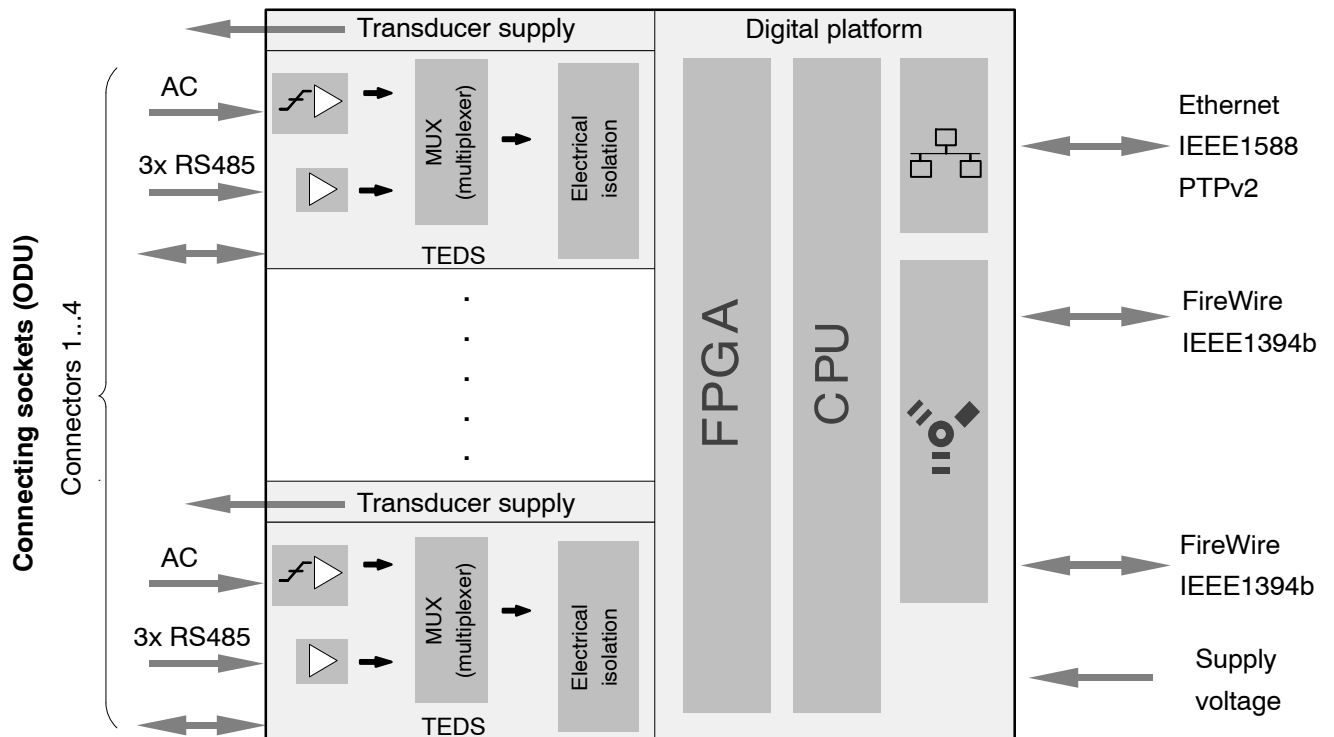 Transducer supply
Digital platform
AC
3x RS485
MUX
(multiplexer)
Electrical
isolation
TEDS
Connecting sockets (ODU)
Connectors 1...4
.
.
.
.
.
FPGA
CPU
Ethernet
IEEE1588
PTPv2
FireWire
IEEE1394b
Transducer supply
AC
3x RS485
MUX
(multiplexer)
Electrical
isolation
TEDS
FireWire
IEEE1394b
Supply
voltage